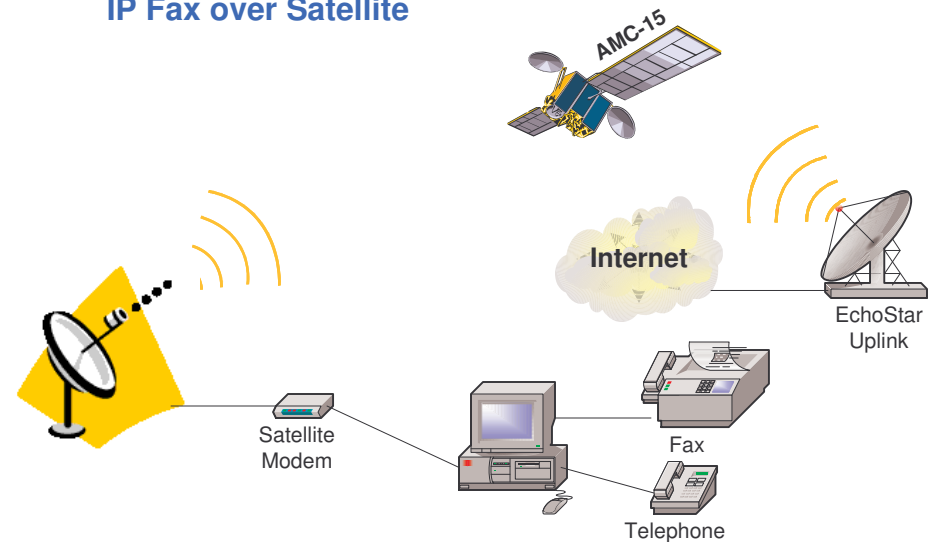 IP Fax over Satellite
AMC-15
Internet
EchoStar
Uplink
Satellite
Modem
Fax
Telephone